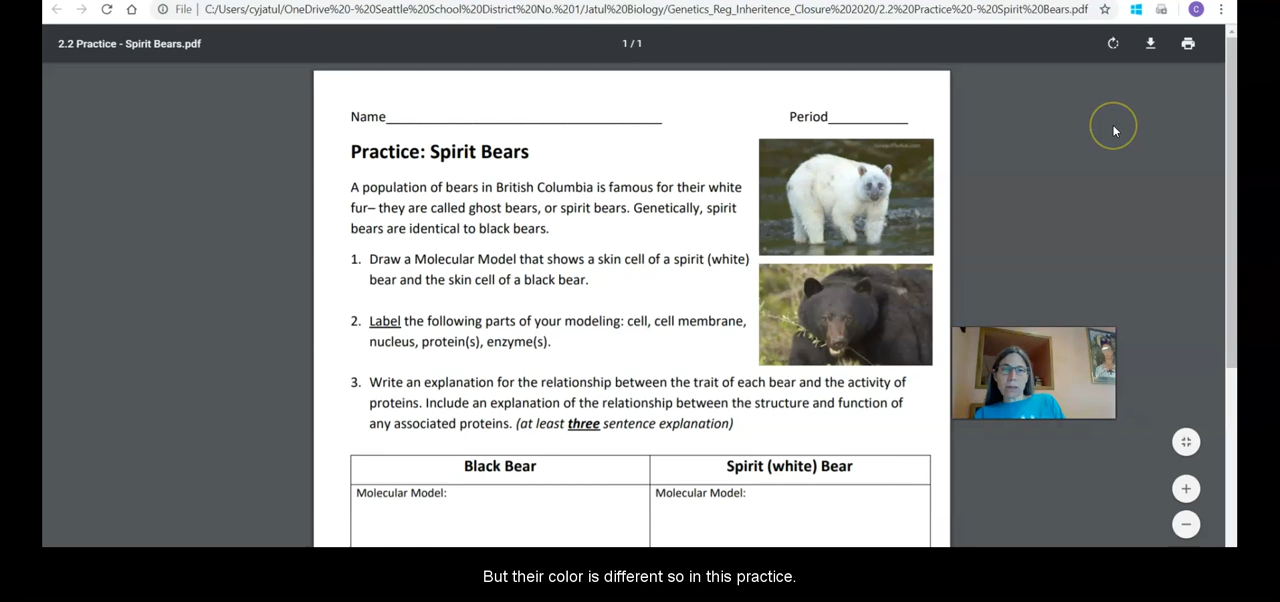 File | C:/Users/cyjatul/OneDrive%20-%20Seattle%20School%20District%20No.%201/Jatul%20Biology/Genetics_Reg_Inheritence_Closure%202020/2.2%20Practice%20-%20Spirit%20Bears.pdf
C
2.2 Practice - Spirit Bears.pdf
1 / 1
Name
Period
Practice: Spirit Bears
A population of bears in British Columbia is famous for their white
fur– they are called ghost bears, or spirit bears. Genetically, spirit
bears are identical to black bears.
1. Draw a Molecular Model that shows a skin cell of a spirit (white)
bear and the skin cell of a black bear.
2. Label the following parts of your modeling: cell, cell membrane,
nucleus, protein(s), enzyme(s).
3. Write an explanation for the relationship between the trait of each bear and the activity of
proteins. Include an explanation of the relationship between the structure and function of
any associated proteins. (at least three sentence explanation)
Black Bear
Spirit (white) Bear
Molecular Model:
Molecular Model:
But their color is different so in this practice.